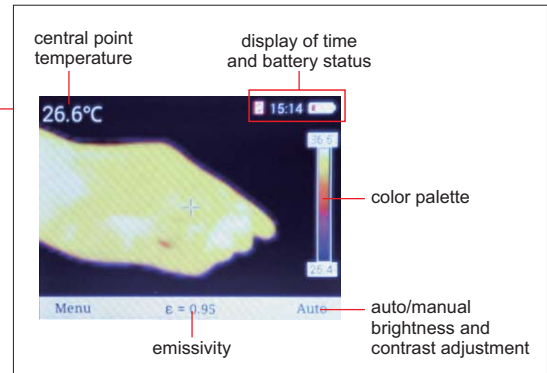 central point
temperature
display of time
and battery status
26.6°C
15:14
36.6
color palette
25.4
Menu
ε = 0.95
Auto
auto/manual
brightness and
contrast adjustment
emissivity